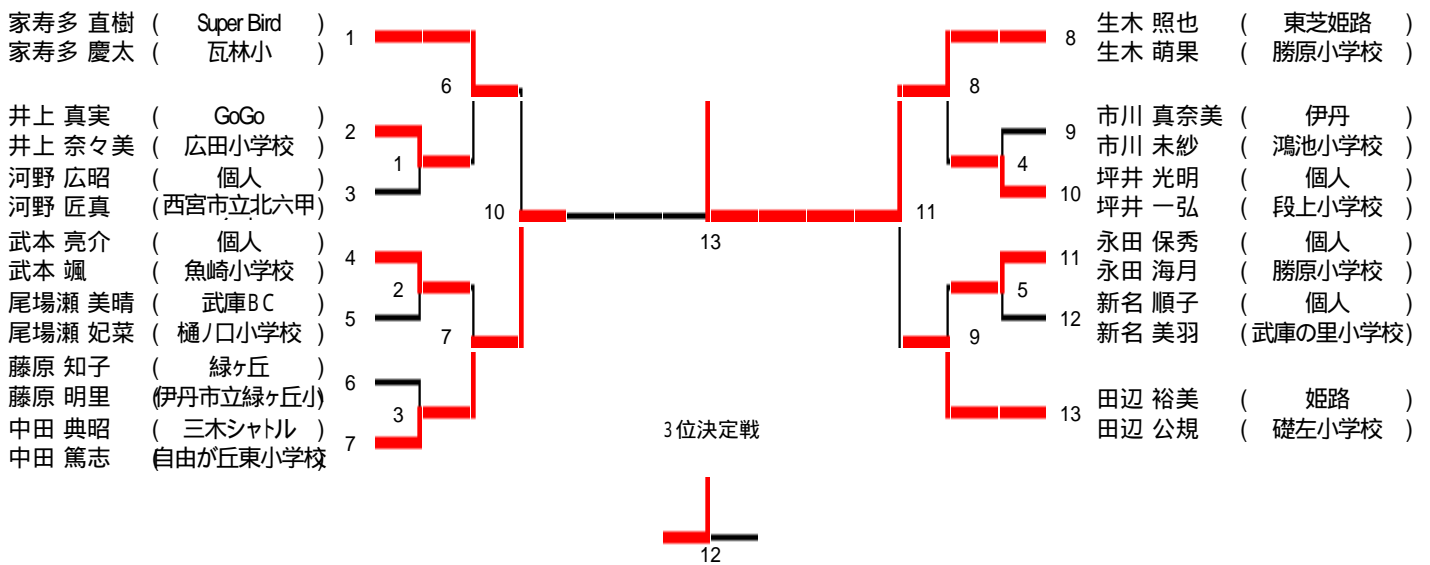 家寿多 直樹 ( Super Bird )
家寿多 慶太 ( 瓦林小 )
1
井上 真実 ( GoGo )
井上 奈々美 ( 広田小学校 )
2
河野 広昭 ( 個人 )
河野 匠真 (西宮市立北六甲)
3
武本 亮介 ( 個人 )
武本 颯 ( 魚崎小学校 )
4
尾場瀬 美晴 ( 武庫BC )
尾場瀬 妃菜 ( 樋ノ口小学校 )
5
藤原 知子 ( 緑ヶ丘 )
藤原 明里 (伊丹市立緑ヶ丘小)
6
中田 典昭 ( 三木シャトル )
中田 篤志 (自由が丘東小学校)
7
6
1
10
2
7
3
13
3位決定戦
12
8
4
11
5
9
8
生木 照也 ( 東芝姫路 )
生木 萌果 ( 勝原小学校 )
9
市川 真奈美 ( 伊丹 )
市川 未紗 ( 鴻池小学校 )
10
坪井 光明 ( 個人 )
坪井 一弘 ( 段上小学校 )
11
永田 保秀 ( 個人 )
永田 海月 ( 勝原小学校 )
12
新名 順子 ( 個人 )
新名 美羽 (武庫の里小学校)
13
田辺 裕美 ( 姫路 )
田辺 公規 ( 礎左小学校 )